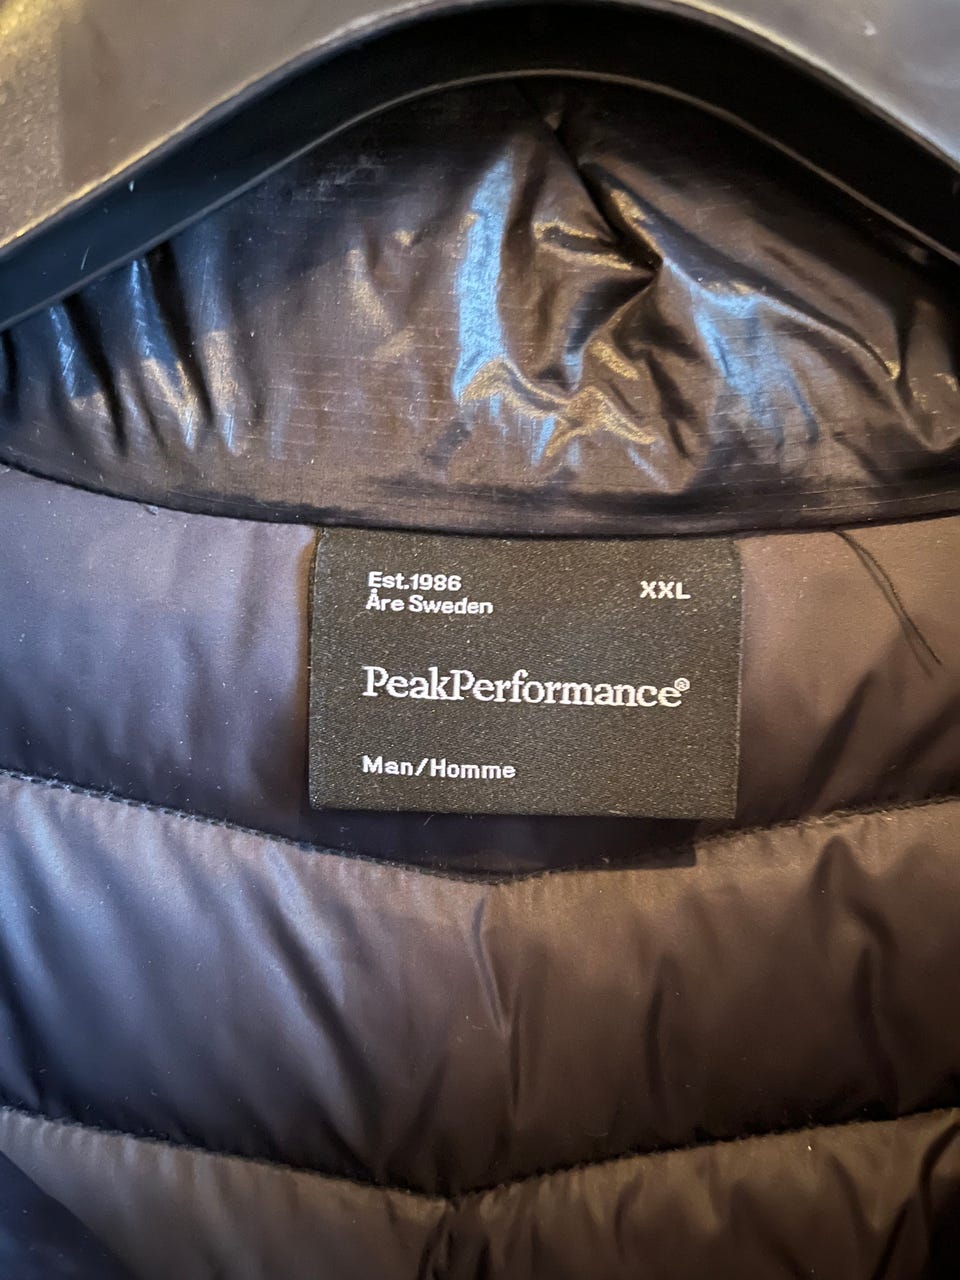 Est.1986
Åre Sweden
XXL
PeakPerformance®
Man/Homme